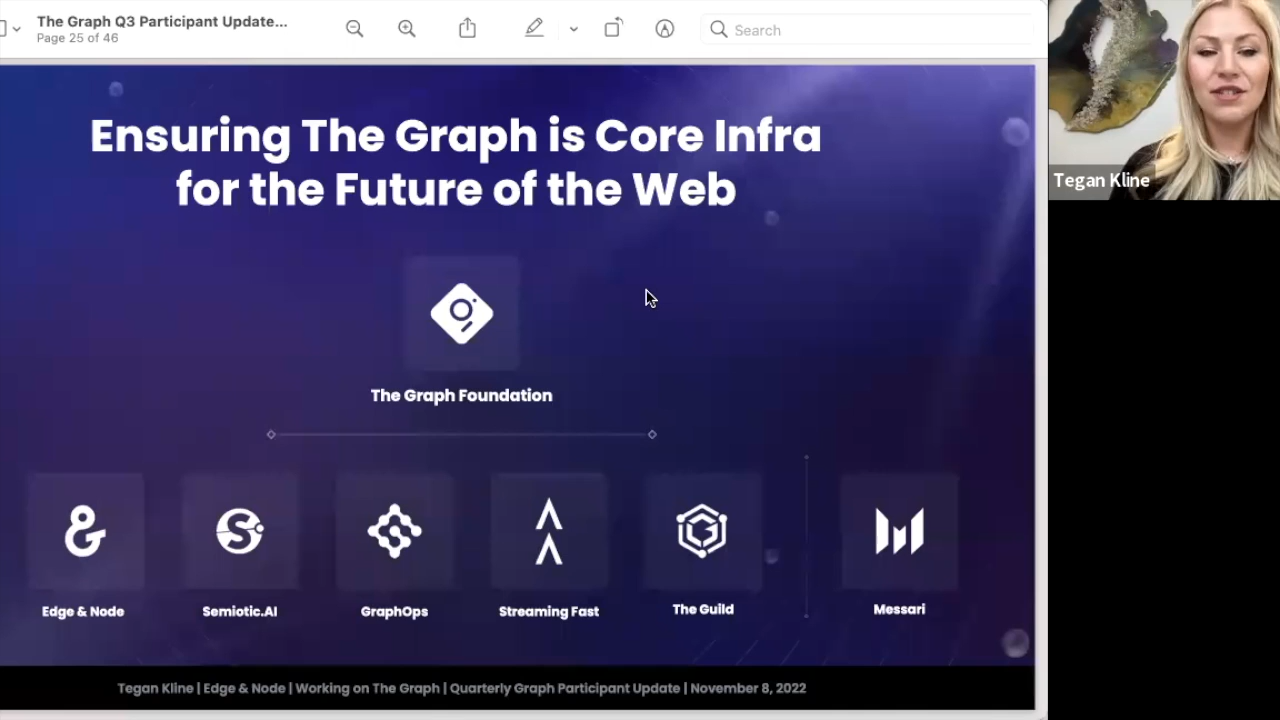 The Graph Q3 Participant Update...
Page 25 of 46
Search
Tegan Kline
Ensuring The Graph is Core Infra
for the Future of the Web
The Graph Foundation
Edge & Node
Semiotic.AI
GraphOps
Streaming Fast
The Guild
Messari
Tegan Kline | Edge & Node | Working on The Graph | Quarterly Graph Participant Update | November 8, 2022